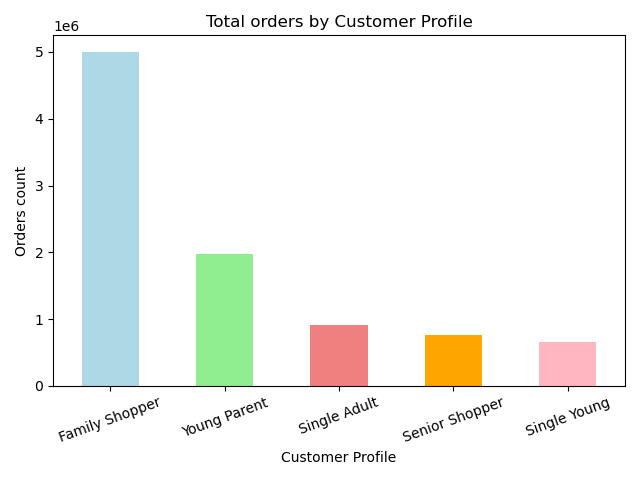 Total orders by Customer Profile
1e6
5
4
3
2
1
0
Orders count
Family Shopper
Young Parent
Single Adult
Senior Shopper
Single Young
Customer Profile